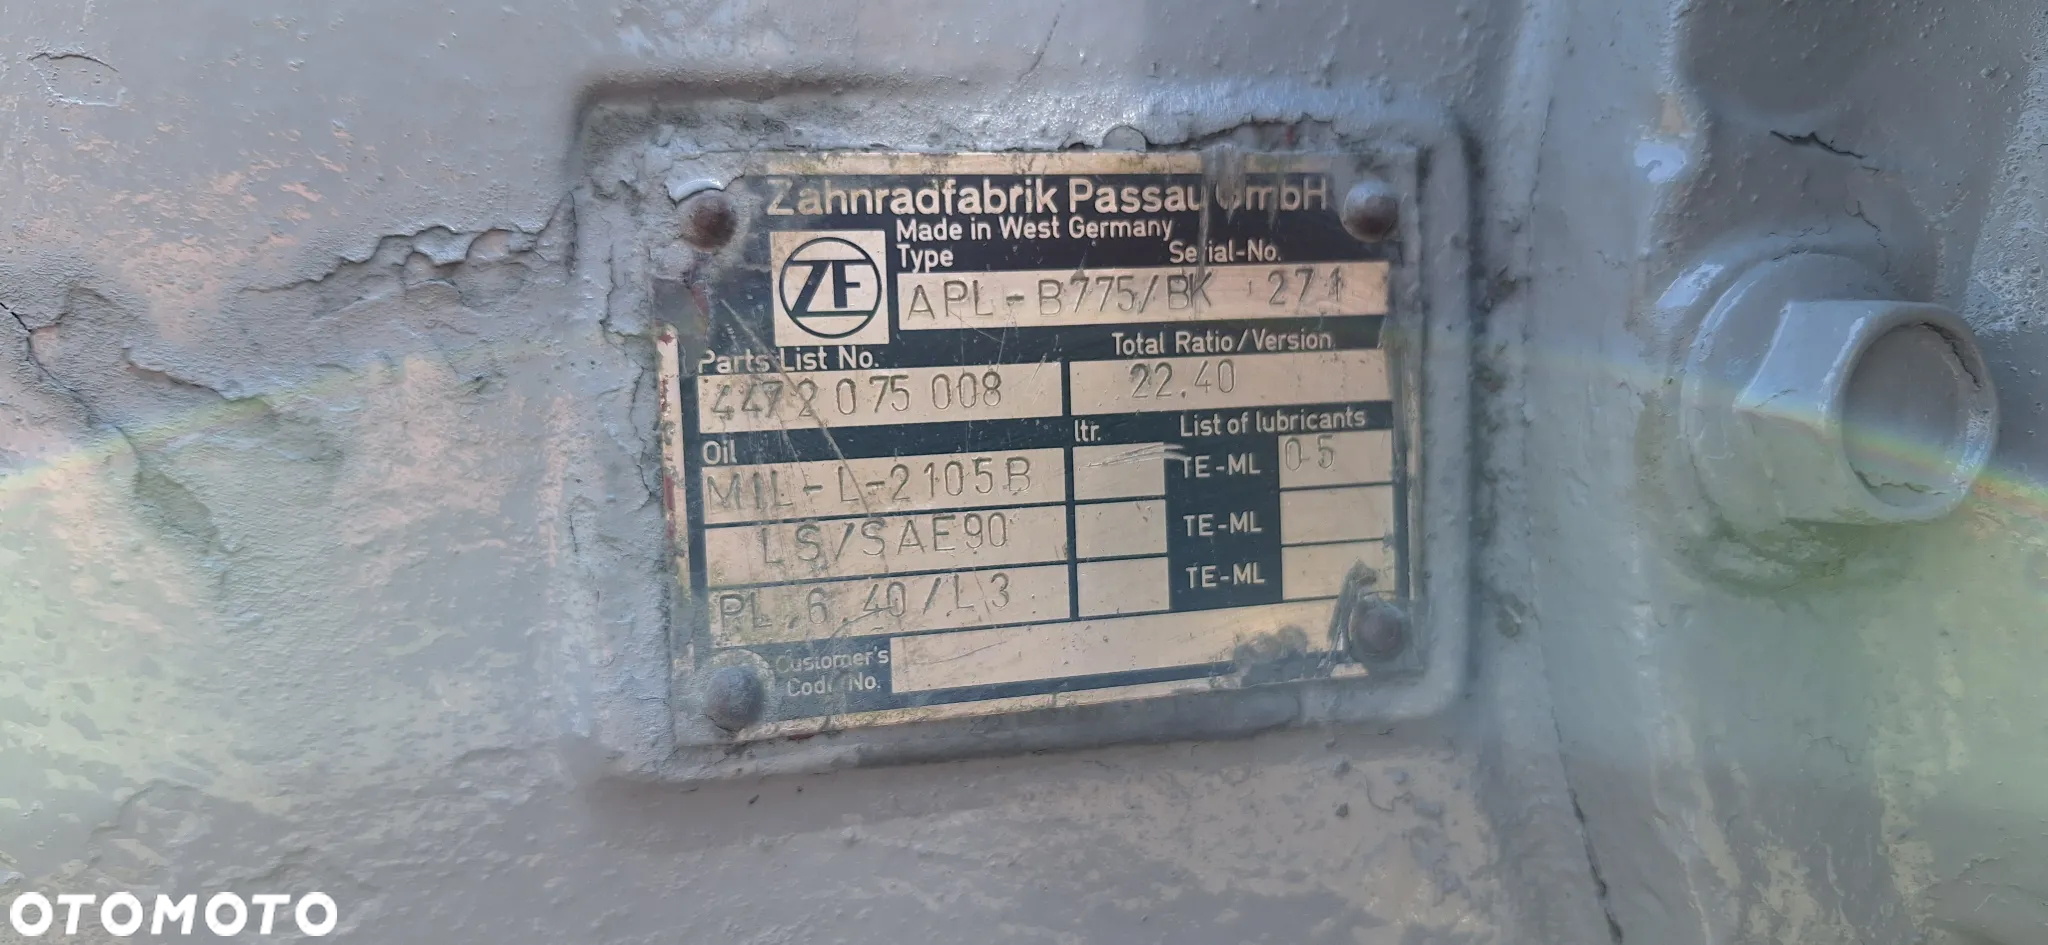 Zahnradfabrik Passau GmbH
Made in West Germany
ZF
Type Serial-No.
APL-B775/BK 271
Parts List No. Total Ratio/Version
4472 075 008 22.40
Oil ltr. List of lubricants
MIL-L-2105B TE-ML 05
LS/SAE90 TE-ML
PL.6.40/L3 TE-ML
Customer's
Code No.
OTOMOTO